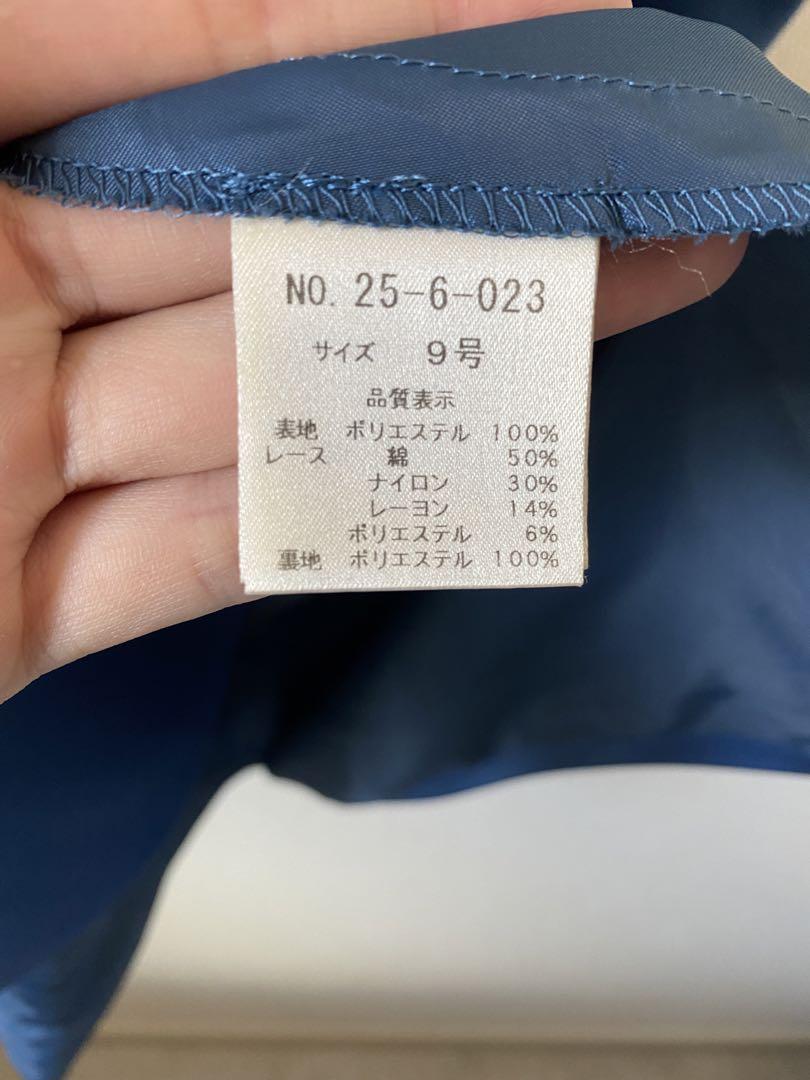 NO. 25-6-023
サイズ 9号
品質表示
表地 ポリエステル 100%
レース 綿 50%
ナイロン 30%
レーヨン 14%
ポリエステル 6%
裏地 ポリエステル 100%